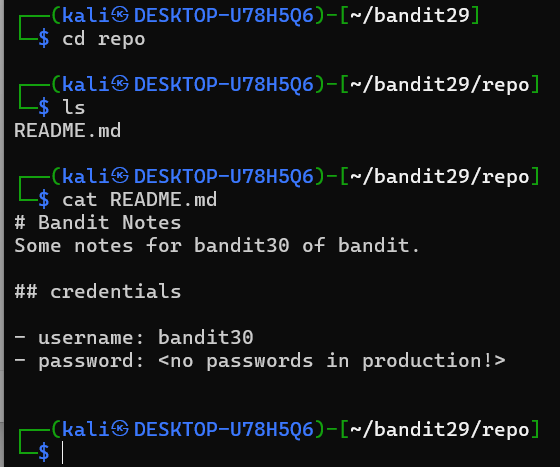 ┌──(kali㉿DESKTOP-U78H5Q6)-[~/bandit29]
└─$ cd repo
┌──(kali㉿DESKTOP-U78H5Q6)-[~/bandit29/repo]
└─$ ls
README.md
┌──(kali㉿DESKTOP-U78H5Q6)-[~/bandit29/repo]
└─$ cat README.md
# Bandit Notes
Some notes for bandit30 of bandit.
## credentials
- username: bandit30
- password: <no passwords in production!>
┌──(kali㉿DESKTOP-U78H5Q6)-[~/bandit29/repo]
└─$